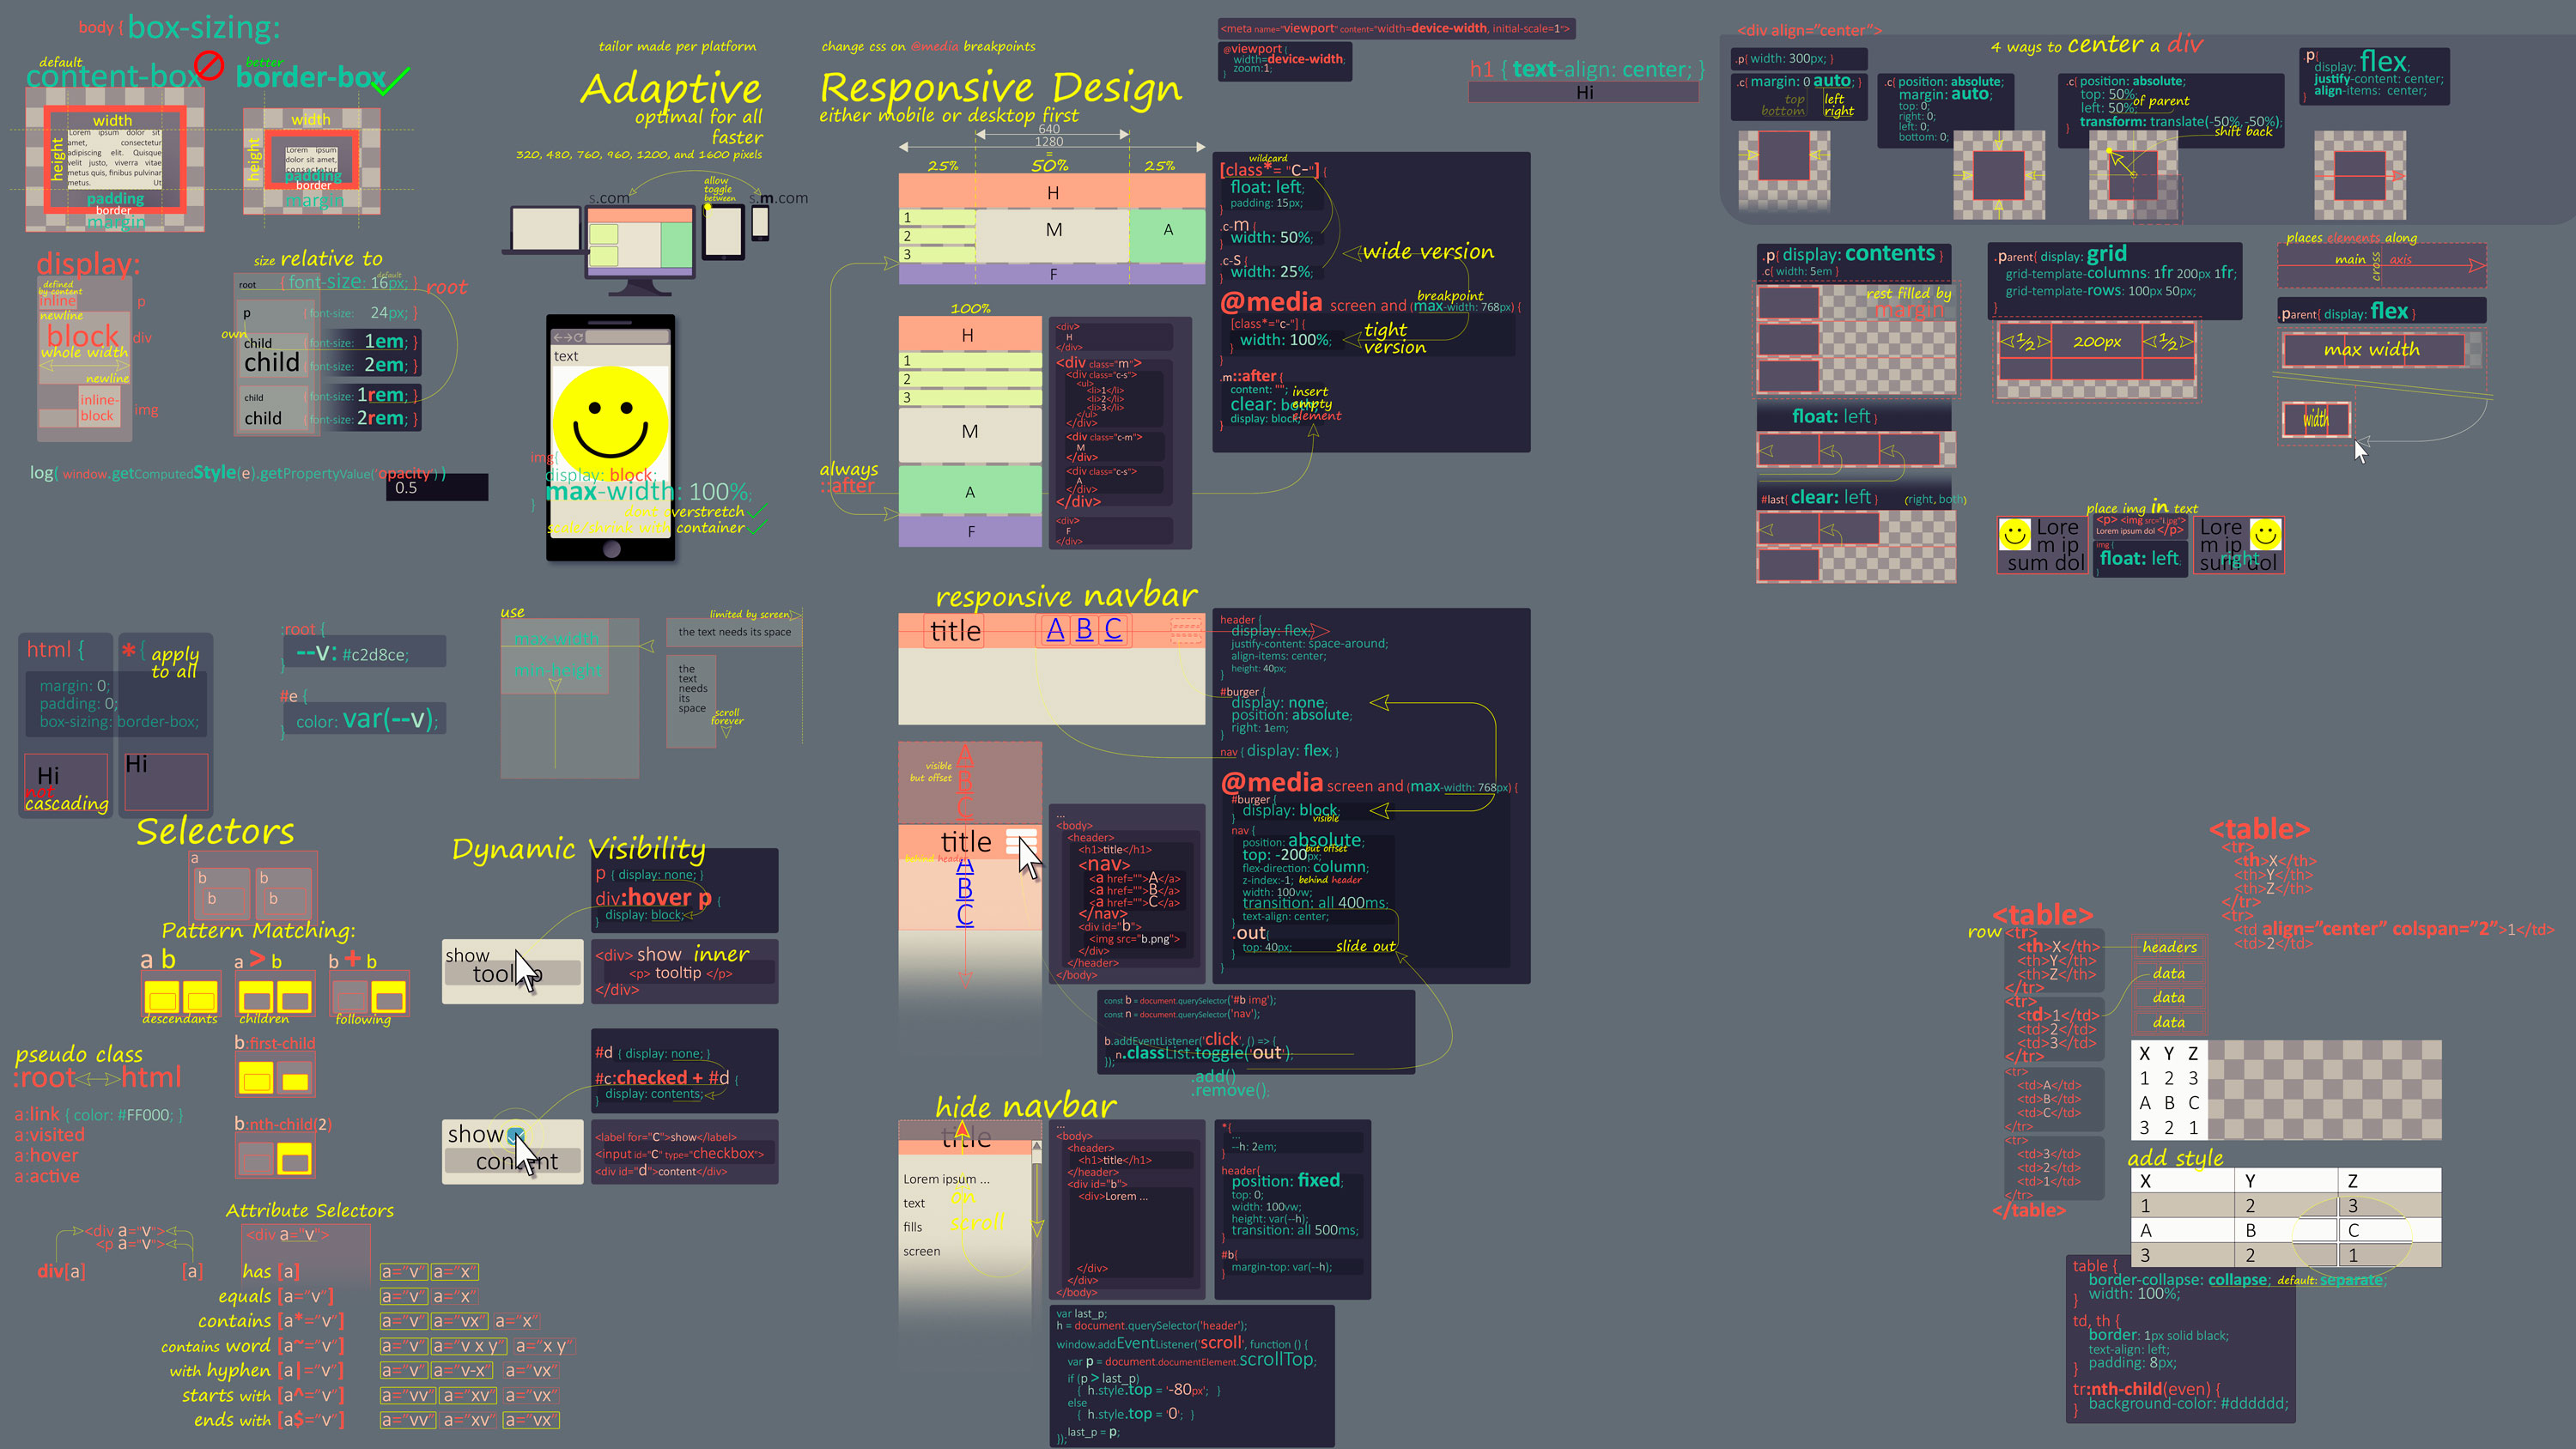 body { box-sizing:
default
content-box
better
border-box
width
height
Lorem ipsum dolor sit
amet, consectetur
adipiscing elit. Quisque
velit justo, viverra vitae
metus quis, finibus pulvinar
metus. Ut
padding
border
margin
width
height
Lorem ipsum
dolor sit amet,
padding
border
margin
display:
defined
by content
inline
newline
block
whole width
newline
inline-
block
p
div
img
size relative to
default
root { font-size: 16px; } root
p { font-size: 24px; }
own
child { font-size: 1em; }
child { font-size: 2em; }
child { font-size: 1rem; }
child { font-size: 2rem; }
log( window.getComputedStyle(e).getPropertyValue('opacity') )
0.5
tailor made per platform
Adaptive
optimal for all
faster
320, 480, 760, 960, 1200, and 1600 pixels
s.com
allow
toggle
between
s.m.com
text
img{
display: block;
max-width: 100%;
}
dont overstretch
scale/shrink with container
change css on @media breakpoints
Responsive Design
either mobile or desktop first
640
1280
=
25% 50% 25%
H
1
2
3
M
A
F
100%
H
1
2
3
M
A
F
always
::after
<div>
H
</div>
<div class="m">
<div class="c-s">
<ul>
<li>1</li>
<li>2</li>
<li>3</li>
</ul>
</div>
<div class="c-m">
M
</div>
<div class="c-s">
A
</div>
</div>
<div>
F
</div>
<meta name="viewport" content="width=device-width, initial-scale=1">
@viewport {
width=device-width;
zoom:1;
}
h1 { text-align: center; }
Hi
wildcard
[class*= "C-"] {
float: left;
padding: 15px;
}
.c-m {
width: 50%;
}
.c-s {
width: 25%;
}
wide version
@media screen and (max-width: 768px) {
breakpoint
[class*="c-"] {
width: 100%;
}
}
tight
version
.m::after {
content: "";
clear: both;
display: block;
}
insert
empty
element
<div align="center">
4 ways to center a div
.p{ width: 300px; }
.c{ margin: 0 auto; }
top
bottom
left
right
.c{ position: absolute;
margin: auto;
top: 0;
right: 0;
left: 0;
bottom: 0;
.c{ position: absolute;
top: 50%;
left: 50%;
of parent
transform: translate(-50%, -50%);
}
shift back
.p{
display: flex;
justify-content: center;
align-items: center;
}
.p{ display: contents }
.c{ width: 5em }
rest filled by
margin
float: left }
#last{ clear: left } (right, both)
.parent{ display: grid
grid-template-columns: 1fr 200px 1fr;
grid-template-rows: 100px 50px;
}
½ 200px ½
places elements along
main cross axis
.parent{ display: flex }
max width
width
place img in text
Lore
m ip
sum dol
<p> <img src="i.jpg">
Lorem ipsum dol </p>
img {
float: left;
}
Lore
m ip
sum dol
right
html {
* {
apply
to all
margin: 0;
padding: 0;
box-sizing: border-box;
Hi
not
cascading
Hi
:root {
--v: #c2d8ce;
}
#e {
color: var(--v);
}
use
max-width
min-height
limited by screen
the text needs its space
the
text
needs
its
space
scroll
forever
Selectors
a
b
b
b
b
Pattern Matching:
a b
a > b
b + b
descendants
children
following
pseudo class
:root <-> html
b:first-child
b:nth-child(2)
a:link { color: #FF000; }
a:visited
a:hover
a:active
Attribute Selectors
<div a="v">
<p a="v">
div[a]
[a]
<div a="v">
has [a] a="v" a="x"
equals [a="v"] a="v" a="x"
contains [a*="v"] a="v" a="vx" a="x"
contains word [a~="v"] a="v" a="v x y" a="x y"
with hyphen [a|="v"] a="v" a="v-x" a="vx"
starts with [a^="v"] a="vv" a="xv" a="vx"
ends with [a$="v"] a="vv" a="xv" a="vx"
Dynamic Visibility
p { display: none; }
div:hover p {
display: block;
}
show
tooltip
<div> show inner
<p> tooltip </p>
</div>
#d { display: none; }
#c:checked + #d {
display: contents;
}
show
content
<label for="C">show</label>
<input id="C" type="checkbox">
<div id="d">content</div>
responsive navbar
title A B C
header {
display: flex;
justify-content: space-around;
align-items: center;
height: 40px;
}
#burger {
display: none;
position: absolute;
right: 1em;
}
nav { display: flex; }
@media screen and (max-width: 768px) {
#burger {
display: block;
}
visible
nav {
position: absolute;
but offset
top: -200px;
flex-direction: column;
z-index:-1; behind header
width: 100vw;
transition: all 400ms;
text-align: center;
}
.out{
top: 40px;
}
slide out
}
visible
but offset
A
B
C
title
behind header
A
B
C
...
<body>
<header>
<h1>title</h1>
<nav>
<a href="">A</a>
<a href="">B</a>
<a href="">C</a>
</nav>
<div id="b">
<img src="b.png">
</div>
</header>
</body>
const b = document.querySelector('#b img');
const n = document.querySelector('nav');
b.addEventListener('click', () => {
n.classList.toggle('out');
});
.add()
.remove();
hide navbar
title
Lorem ipsum ...
text
fills
screen
on
scroll
...
<body>
<header>
<h1>title</h1>
</header>
<div id="b">
<div>Lorem ...
</div>
</div>
</body>
*{
...
--h: 2em;
}
header{
position: fixed;
top: 0;
width: 100vw;
height: var(--h);
transition: all 500ms;
}
#b{
margin-top: var(--h);
}
var last_p;
h = document.querySelector('header');
window.addEventListener('scroll', function () {
var p = document.documentElement.scrollTop;
if (p > last_p)
{ h.style.top = '-80px'; }
else
{ h.style.top = '0'; }
last_p = p;
});
<table>
<tr>
<th>X</th>
<th>Y</th>
<th>Z</th>
</tr>
<tr>
<td align="center" colspan="2">1</td>
<td>2</td>
<table>
row <tr>
<th>X</th>
<th>Y</th>
<th>Z</th>
</tr>
<tr>
<td>1</td>
<td>2</td>
<td>3</td>
</tr>
<tr>
<td>A</td>
<td>B</td>
<td>C</td>
</tr>
<tr>
<td>3</td>
<td>2</td>
<td>1</td>
</tr>
</table>
headers
data
data
data
X Y Z
1 2 3
A B C
3 2 1
add style
X Y Z
1 2 3
A B C
3 2 1
table {
border-collapse: collapse; default: separate;
width: 100%;
}
td, th {
border: 1px solid black;
text-align: left;
padding: 8px;
}
tr:nth-child(even) {
background-color: #dddddd;
}